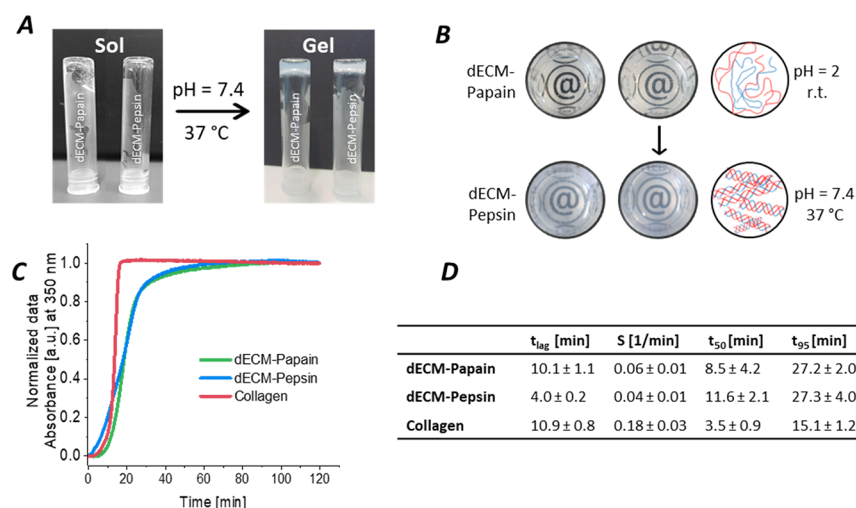 A
Sol
dECM-Papain
dECM-Pepsin
pH = 7.4
37 °C
Gel
dECM-Papain
dECM-Pepsin
B
dECM-
Papain
@
@
pH = 2
r.t.
dECM-
Pepsin
@
@
pH = 7.4
37 °C
C
Normalized data
Absorbance [a.u.] at 350 nm
1.0
0.8
0.6
0.4
0.2
0.0
dECM-Papain
dECM-Pepsin
Collagen
0 20 40 60 80 100 120
Time [min]
D
tlag [min] S [1/min] t50 [min] t95 [min]
dECM-Papain 10.1 ± 1.1 0.06 ± 0.01 8.5 ± 4.2 27.2 ± 2.0
dECM-Pepsin 4.0 ± 0.2 0.04 ± 0.01 11.6 ± 2.1 27.3 ± 4.0
Collagen 10.9 ± 0.8 0.18 ± 0.03 3.5 ± 0.9 15.1 ± 1.2